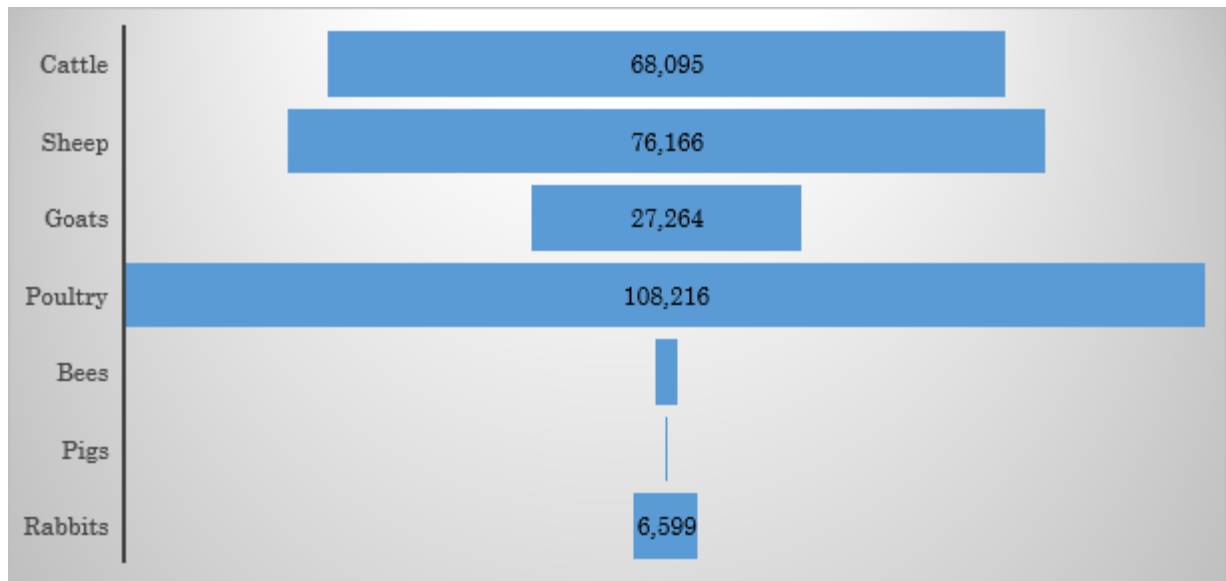 Cattle 68,095
Sheep 76,166
Goats 27,264
Poultry 108,216
Bees
Pigs
Rabbits 6,599